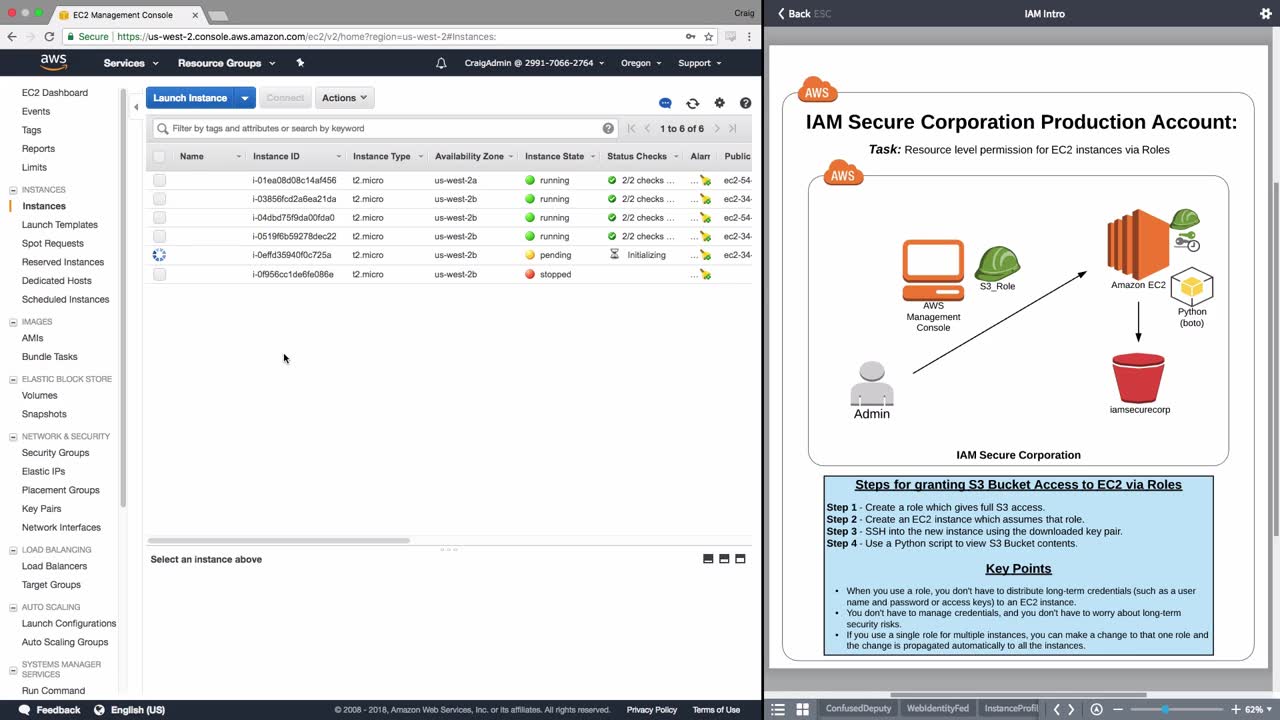 EC2 Management Console
Craig
Secure
https://us-west-2.console.aws.amazon.com/ec2/v2/home?region=us-west-2#Instances:
aws
Services
Resource Groups
CraigAdmin @ 2991-7066-2764
Oregon
Support
EC2 Dashboard
Events
Tags
Reports
Limits
INSTANCES
Instances
Launch Templates
Spot Requests
Reserved Instances
Dedicated Hosts
Scheduled Instances
IMAGES
AMIs
Bundle Tasks
ELASTIC BLOCK STORE
Volumes
Snapshots
NETWORK & SECURITY
Security Groups
Elastic IPs
Placement Groups
Key Pairs
Network Interfaces
LOAD BALANCING
Load Balancers
Target Groups
AUTO SCALING
Launch Configurations
Auto Scaling Groups
SYSTEMS MANAGER
SERVICES
Run Command
Launch Instance
Connect
Actions
Filter by tags and attributes or search by keyword
1 to 6 of 6
Name Instance ID Instance Type Availability Zone Instance State Status Checks Alarr Public
i-01ea08d08c14af456 t2.micro us-west-2a running 2/2 checks ... ... ec2-54-
i-03856fcd2a6ea21da t2.micro us-west-2b running 2/2 checks ... ... ec2-34-
i-04dbd75f9da00fda0 t2.micro us-west-2b running 2/2 checks ... ... ec2-54-
i-0519f6b59278dec22 t2.micro us-west-2b running 2/2 checks ... ... ec2-34-
i-0effd35940f0c725a t2.micro us-west-2b pending Initializing ... ec2-34-
i-0f956cc1de6fe086e t2.micro us-west-2b stopped ...
Select an instance above
Feedback
English (US)
© 2008 - 2018, Amazon Web Services, Inc. or its affiliates. All rights reserved.
Privacy Policy
Terms of Use
Back ESC
IAM Intro
AWS
IAM Secure Corporation Production Account:
Task: Resource level permission for EC2 instances via Roles
AWS
S3_Role
AWS
Management
Console
Amazon EC2
Python
(boto)
Admin
iamsecurecorp
IAM Secure Corporation
Steps for granting S3 Bucket Access to EC2 via Roles
Step 1 - Create a role which gives full S3 access.
Step 2 - Create an EC2 instance which assumes that role.
Step 3 - SSH into the new instance using the downloaded key pair.
Step 4 - Use a Python script to view S3 Bucket contents.
Key Points
• When you use a role, you don't have to distribute long-term credentials (such as a user
name and password or access keys) to an EC2 instance.
• You don't have to manage credentials, and you don't have to worry about long-term
security risks.
• If you use a single role for multiple instances, you can make a change to that one role and
the change is propagated automatically to all the instances.
ConfusedDeputy
WebIdentityFed
InstanceProfil
62%